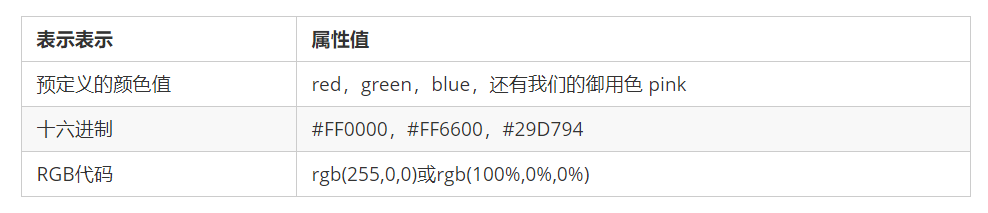 表示表示 属性值
预定义的颜色值 red，green，blue，还有我们的御用色 pink
十六进制 #FF0000，#FF6600，#29D794
RGB代码 rgb(255,0,0)或rgb(100%,0%,0%)